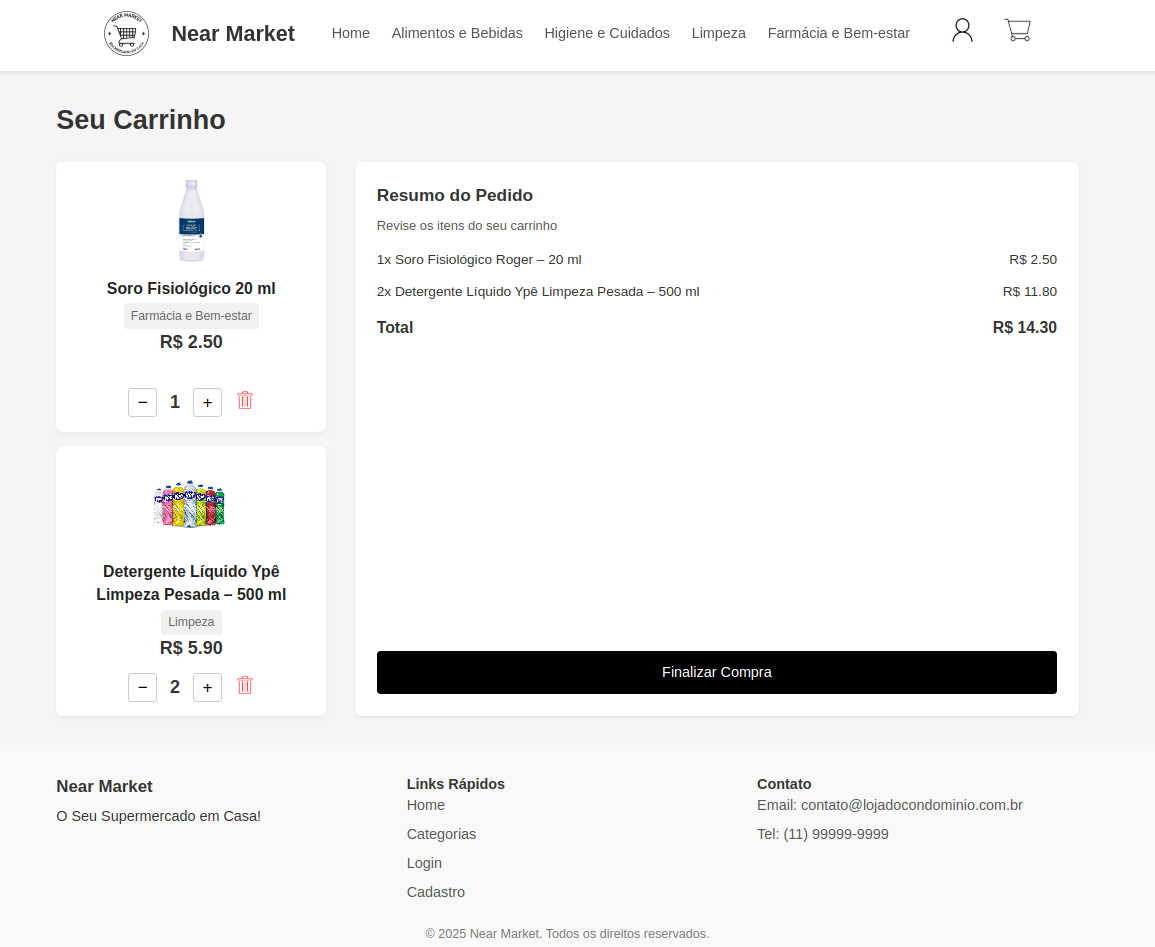 NEAR MARKET
Near Market
Home
Alimentos e Bebidas
Higiene e Cuidados
Limpeza
Farmácia e Bem-estar
Seu Carrinho
Soro Fisiológico 20 ml
Farmácia e Bem-estar
R$ 2.50
− 1 +
Detergente Líquido Ypê
Limpeza Pesada – 500 ml
Limpeza
R$ 5.90
− 2 +
Resumo do Pedido
Revise os itens do seu carrinho
1x Soro Fisiológico Roger – 20 ml R$ 2.50
2x Detergente Líquido Ypê Limpeza Pesada – 500 ml R$ 11.80
Total R$ 14.30
Finalizar Compra
Near Market
O Seu Supermercado em Casa!
Links Rápidos
Home
Categorias
Login
Cadastro
Contato
Email: contato@lojadocondominio.com.br
Tel: (11) 99999-9999
© 2025 Near Market. Todos os direitos reservados.